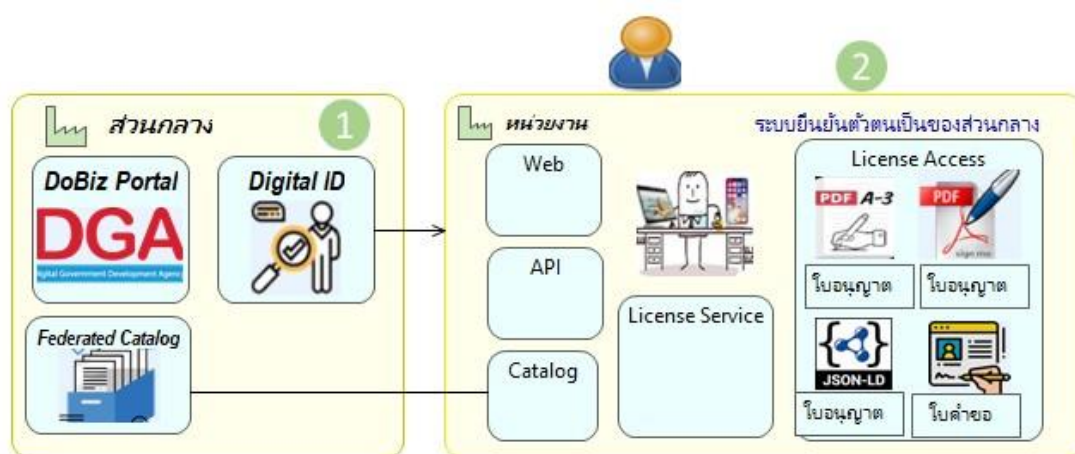 ส่วนกลาง
1
DoBiz Portal
DGA
Digital Government Development Agency
Digital ID
Federated Catalog
2
หน่วยงาน
ระบบยืนยันตัวตนเป็นของส่วนกลาง
Web
API
Catalog
License Service
License Access
PDF A-3
ใบอนุญาต
PDF
sign me
ใบอนุญาต
JSON-LD
ใบอนุญาต
ใบคำขอ